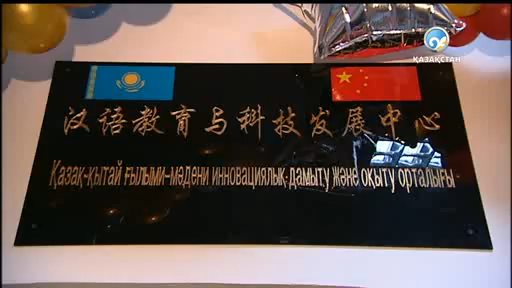 ҚАЗАҚСТАН
汉语教育与科技发展中心
Қазақ-қытай ғылыми-мәдени инновациялық дамыту және оқыту орталығы